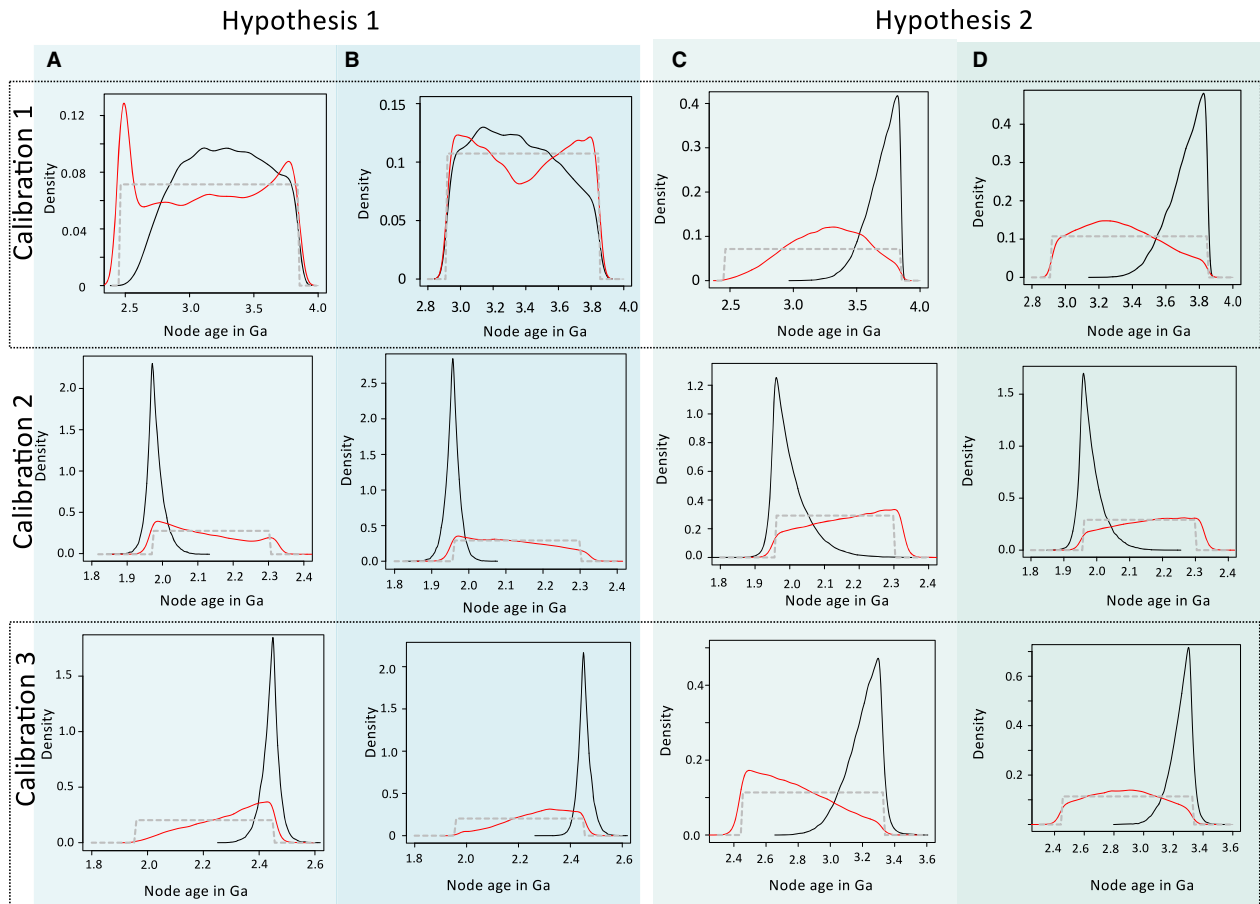 Hypothesis 1
Hypothesis 2
A
B
C
D
Calibration 1
0.12
0.08
0.04
0
Density
2.5 3.0 3.5 4.0
Node age in Ga
0.15
0.1
0.05
0
Density
2.8 3.0 3.2 3.4 3.6 3.8 4.0
Node age in Ga
0.4
0.3
0.2
0.1
0
Density
2.5 3.0 3.5 4.0
Node age in Ga
0.4
0.3
0.2
0.1
0
Density
2.8 3.0 3.2 3.4 3.6 3.8 4.0
Node age in Ga
Calibration 2
2.0
1.5
1.0
0.5
0.0
Density
1.8 1.9 2.0 2.1 2.2 2.3 2.4
Node age in Ga
2.5
2.0
1.5
1.0
0.5
0.0
Density
1.8 1.9 2.0 2.1 2.2 2.3 2.4
Node age in Ga
1.2
1.0
0.8
0.6
0.4
0.2
0.0
Density
1.8 1.9 2.0 2.1 2.2 2.3 2.4
Node age in Ga
1.5
1.0
0.5
0.0
Density
1.8 1.9 2.0 2.1 2.2 2.3 2.4
Node age in Ga
Calibration 3
1.5
1.0
0.5
0.0
Density
1.8 2.0 2.2 2.4 2.6
Node age in Ga
2.0
1.5
1.0
0.5
0
Density
1.8 2.0 2.2 2.4 2.6
Node age in Ga
0.4
0.2
0.0
Density
2.4 2.6 2.8 3.0 3.2 3.4 3.6
Node age in Ga
0.6
0.4
0.2
Density
2.4 2.6 2.8 3.0 3.2 3.4 3.6
Node age in Ga